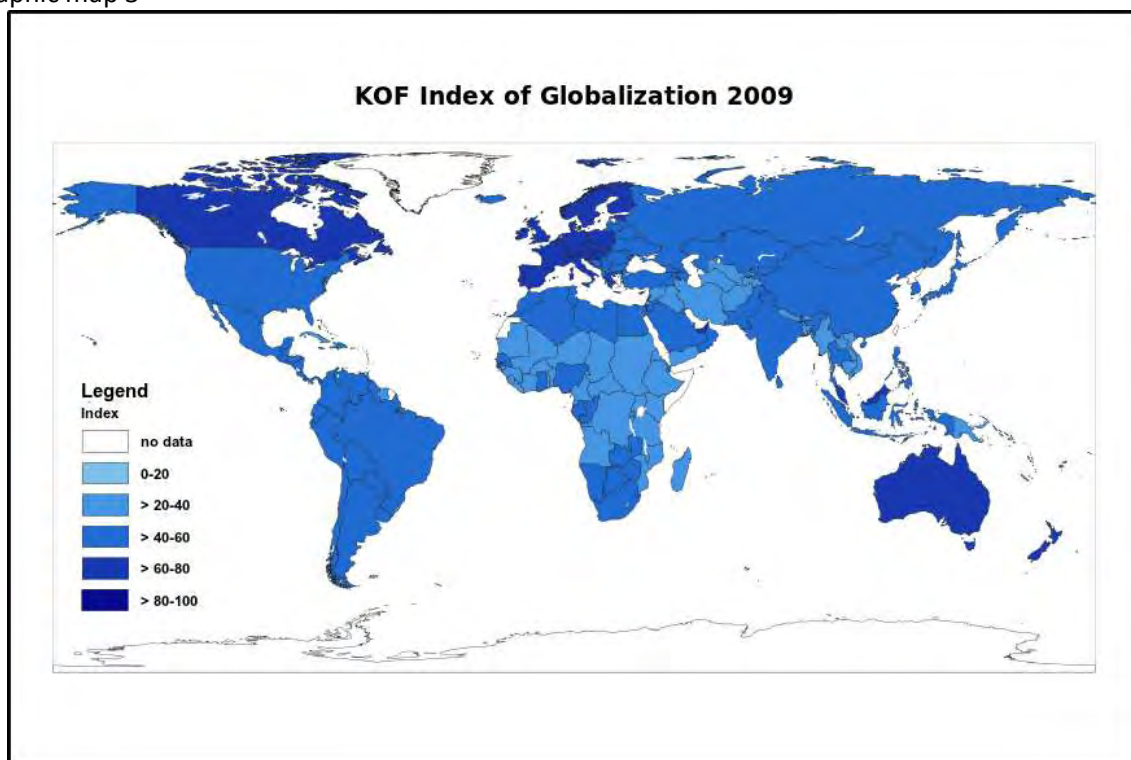 KOF Index of Globalization 2009
Legend
Index
no data
0-20
> 20-40
> 40-60
> 60-80
> 80-100